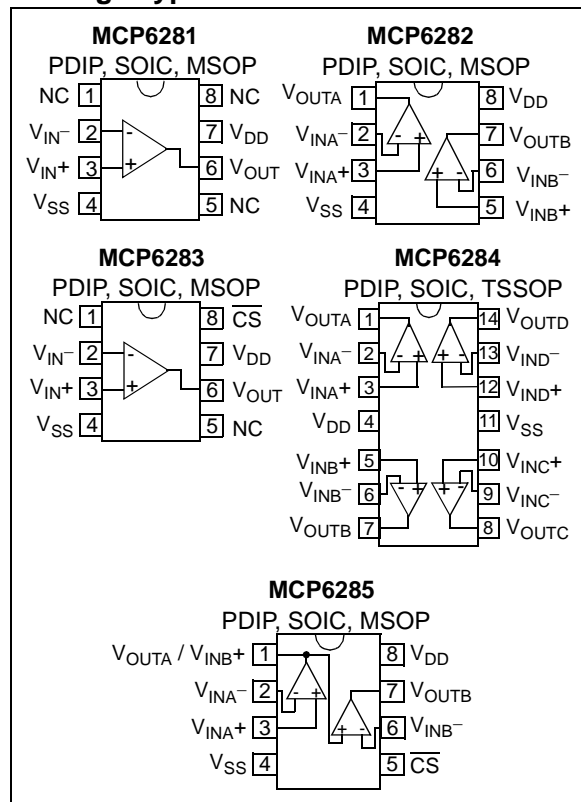 MCP6281
PDIP, SOIC, MSOP
NC 1 8 NC
VIN– 2 - 7 VDD
VIN+ 3 + 6 VOUT
VSS 4 5 NC
MCP6282
PDIP, SOIC, MSOP
VOUTA 1 8 VDD
VINA– 2 - + 7 VOUTB
VINA+ 3 + - 6 VINB–
VSS 4 5 VINB+
MCP6283
PDIP, SOIC, MSOP
NC 1 8 CS
VIN– 2 - 7 VDD
VIN+ 3 + 6 VOUT
VSS 4 5 NC
MCP6284
PDIP, SOIC, TSSOP
VOUTA 1 14 VOUTD
VINA– 2 - + + - 13 VIND–
VINA+ 3 12 VIND+
VDD 4 11 VSS
VINB+ 5 10 VINC+
VINB– 6 - + + - 9 VINC–
VOUTB 7 8 VOUTC
MCP6285
PDIP, SOIC, MSOP
VOUTA / VINB+ 1 8 VDD
VINA– 2 - + 7 VOUTB
VINA+ 3 + - 6 VINB–
VSS 4 5 CS